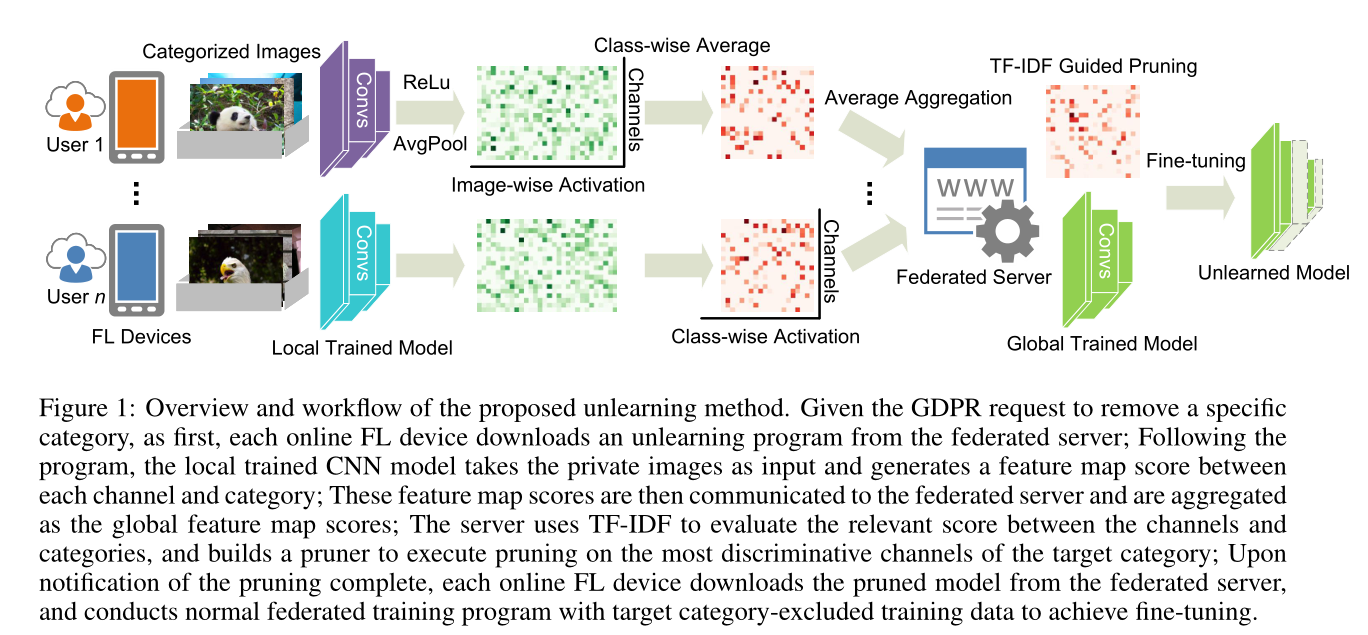 Categorized Images
Class-wise Average
TF-IDF Guided Pruning
ReLu
AvgPool
Convs
Channels
Average Aggregation
User 1
Image-wise Activation
WWW
Fine-tuning
Convs
Channels
Convs
User n
Federated Server
Unlearned Model
FL Devices
Local Trained Model
Class-wise Activation
Global Trained Model
Figure 1: Overview and workflow of the proposed unlearning method. Given the GDPR request to remove a specific
category, as first, each online FL device downloads an unlearning program from the federated server; Following the
program, the local trained CNN model takes the private images as input and generates a feature map score between
each channel and category; These feature map scores are then communicated to the federated server and are aggregated
as the global feature map scores; The server uses TF-IDF to evaluate the relevant score between the channels and
categories, and builds a pruner to execute pruning on the most discriminative channels of the target category; Upon
notification of the pruning complete, each online FL device downloads the pruned model from the federated server,
and conducts normal federated training program with target category-excluded training data to achieve fine-tuning.